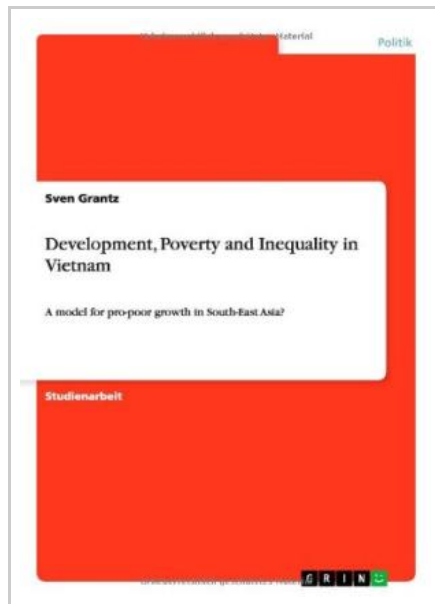 Politik
Sven Grantz
Development, Poverty and Inequality in
Vietnam
A model for pro-poor growth in South-East Asia?
Studienarbeit
GRIN